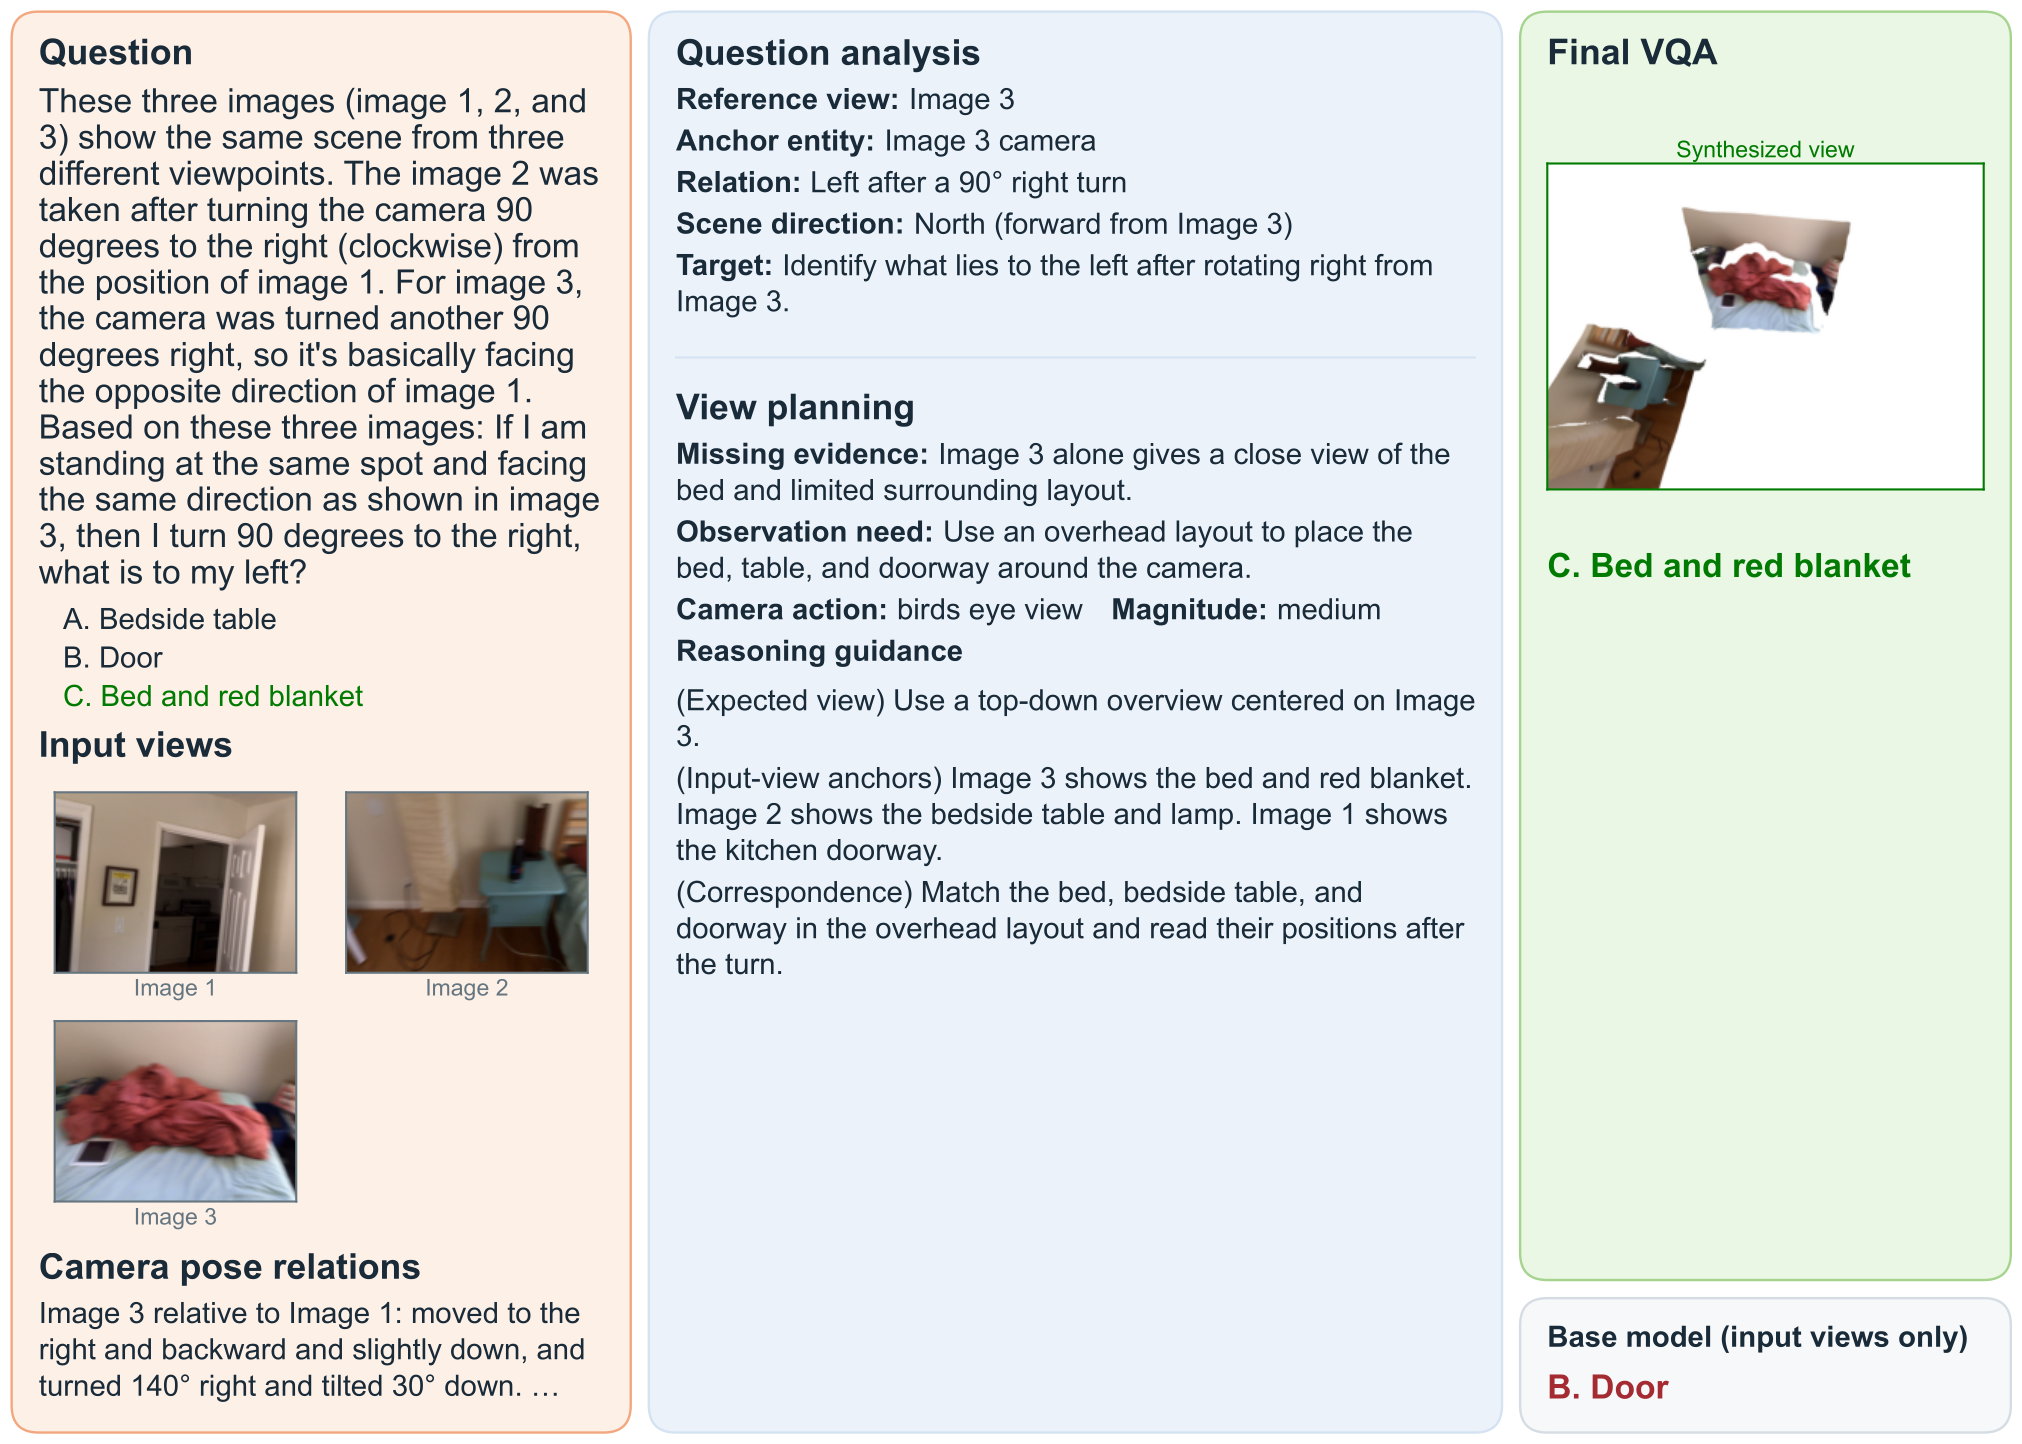 Question
These three images (image 1, 2, and
3) show the same scene from three
different viewpoints. The image 2 was
taken after turning the camera 90
degrees to the right (clockwise) from
the position of image 1. For image 3,
the camera was turned another 90
degrees right, so it's basically facing
the opposite direction of image 1.
Based on these three images: If I am
standing at the same spot and facing
the same direction as shown in image
3, then I turn 90 degrees to the right,
what is to my left?
A. Bedside table
B. Door
C. Bed and red blanket
Input views
Image 1
Image 2
Image 3
Camera pose relations
Image 3 relative to Image 1: moved to the
right and backward and slightly down, and
turned 140° right and tilted 30° down. …
Question analysis
Reference view: Image 3
Anchor entity: Image 3 camera
Relation: Left after a 90° right turn
Scene direction: North (forward from Image 3)
Target: Identify what lies to the left after rotating right from
Image 3.
View planning
Missing evidence: Image 3 alone gives a close view of the
bed and limited surrounding layout.
Observation need: Use an overhead layout to place the
bed, table, and doorway around the camera.
Camera action: birds eye view Magnitude: medium
Reasoning guidance
(Expected view) Use a top-down overview centered on Image
3.
(Input-view anchors) Image 3 shows the bed and red blanket.
Image 2 shows the bedside table and lamp. Image 1 shows
the kitchen doorway.
(Correspondence) Match the bed, bedside table, and
doorway in the overhead layout and read their positions after
the turn.
Final VQA
Synthesized view
C. Bed and red blanket
Base model (input views only)
B. Door